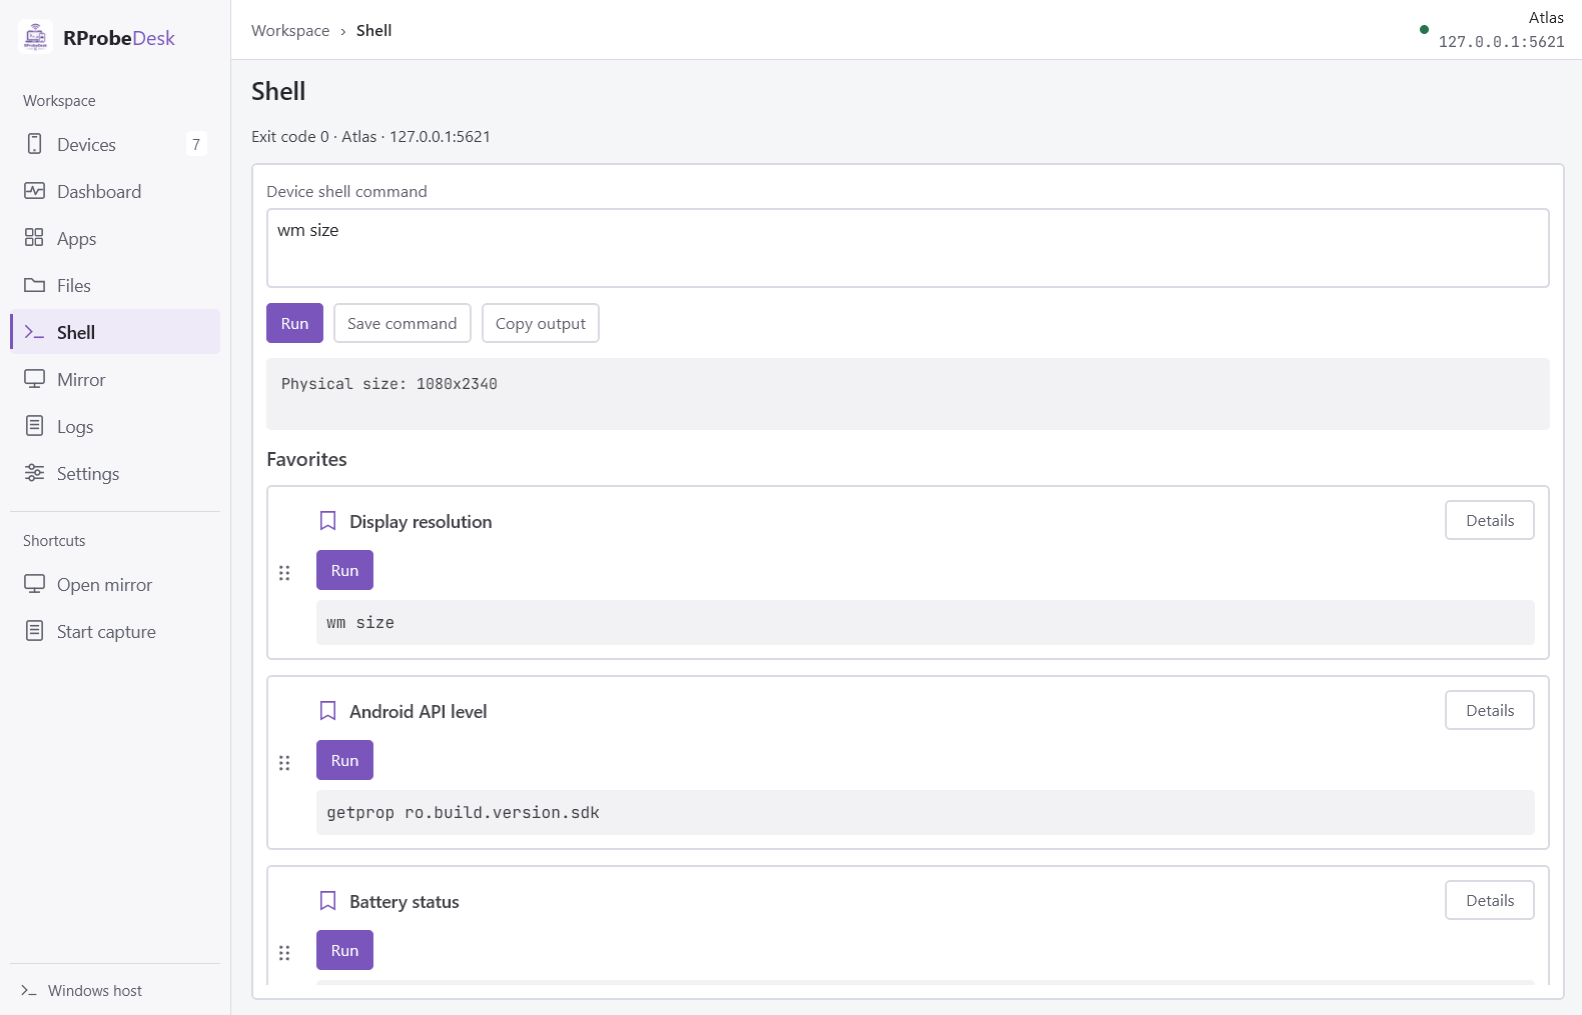 RProbeDesk
Workspace
Devices 7
Dashboard
Apps
Files
Shell
Mirror
Logs
Settings
Shortcuts
Open mirror
Start capture
Windows host
Workspace › Shell
Atlas
127.0.0.1:5621
Shell
Exit code 0 · Atlas · 127.0.0.1:5621
Device shell command
wm size
Run Save command Copy output
Physical size: 1080x2340
Favorites
Display resolution Details
Run
wm size
Android API level Details
Run
getprop ro.build.version.sdk
Battery status Details
Run